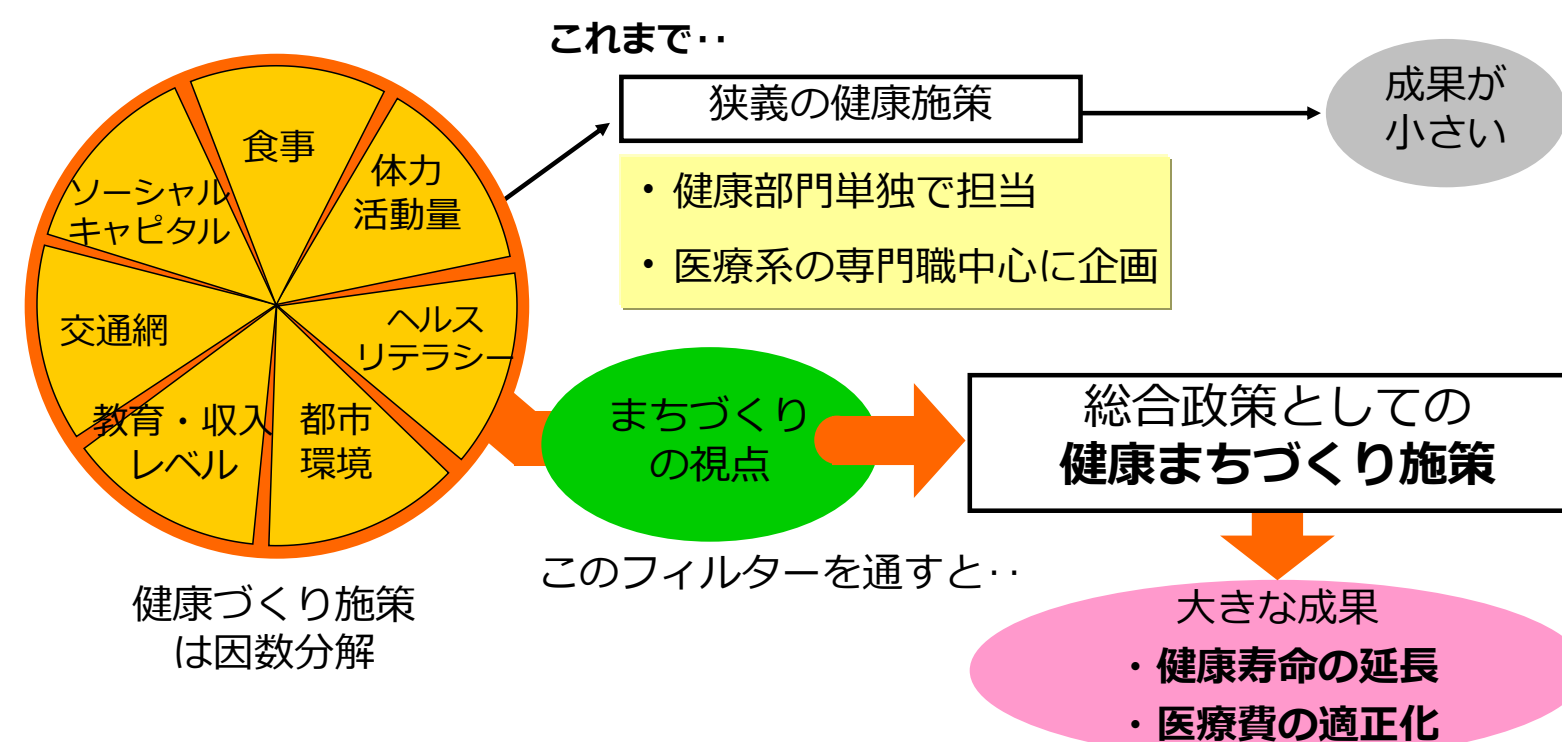 これまで‥
狭義の健康施策
成果が
小さい
・健康部門単独で担当
・医療系の専門職中心に企画
食事
体力
活動量
ヘルス
リテラシー
都市
環境
教育・収入
レベル
交通網
ソーシャル
キャピタル
健康づくり施策
は因数分解
まちづくり
の視点
このフィルターを通すと‥
総合政策としての
健康まちづくり施策
大きな成果
・健康寿命の延長
・医療費の適正化